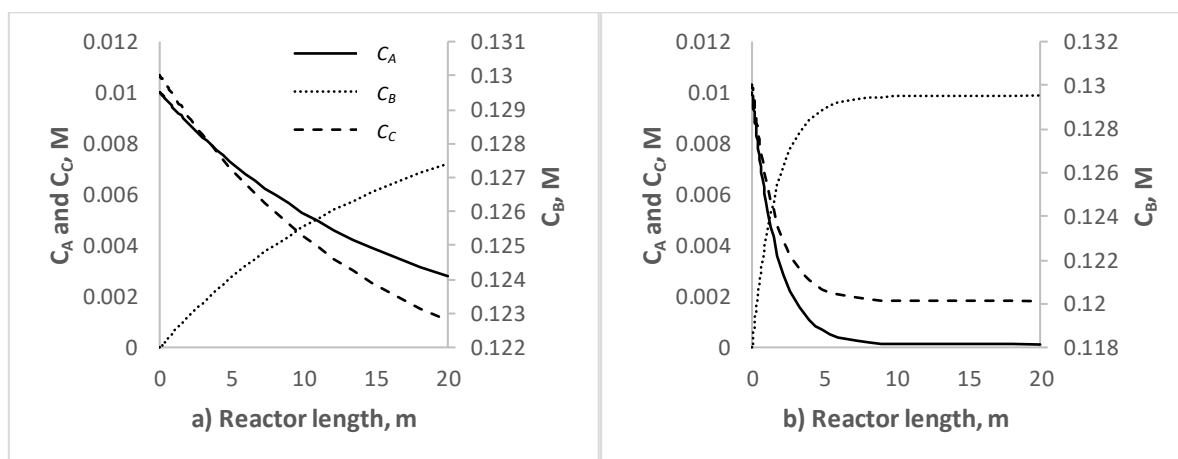 0.012
0.01
0.008
0.006
0.004
0.002
0
C_A and C_C, M
C_A
C_B
C_C
0.131
0.13
0.129
0.128
0.127
0.126
0.125
0.124
0.123
0.122
C_B, M
0 5 10 15 20
a) Reactor length, m
0.012
0.01
0.008
0.006
0.004
0.002
0
C_A and C_C, M
0.132
0.13
0.128
0.126
0.124
0.122
0.12
0.118
C_B, M
0 5 10 15 20
b) Reactor length, m